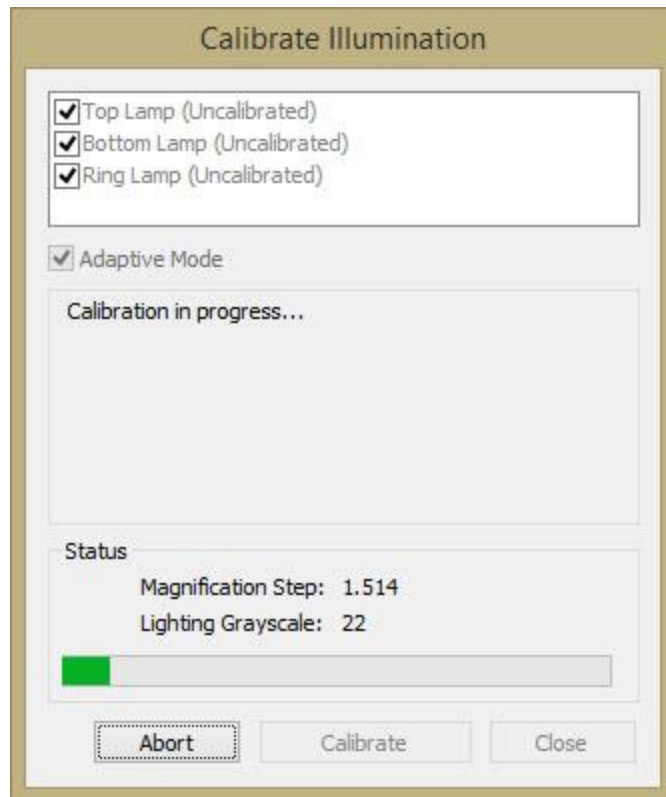 Calibrate Illumination
Top Lamp (Uncalibrated)
Bottom Lamp (Uncalibrated)
Ring Lamp (Uncalibrated)
Adaptive Mode
Calibration in progress...
Status
Magnification Step: 1.514
Lighting Grayscale: 22
Abort Calibrate Close